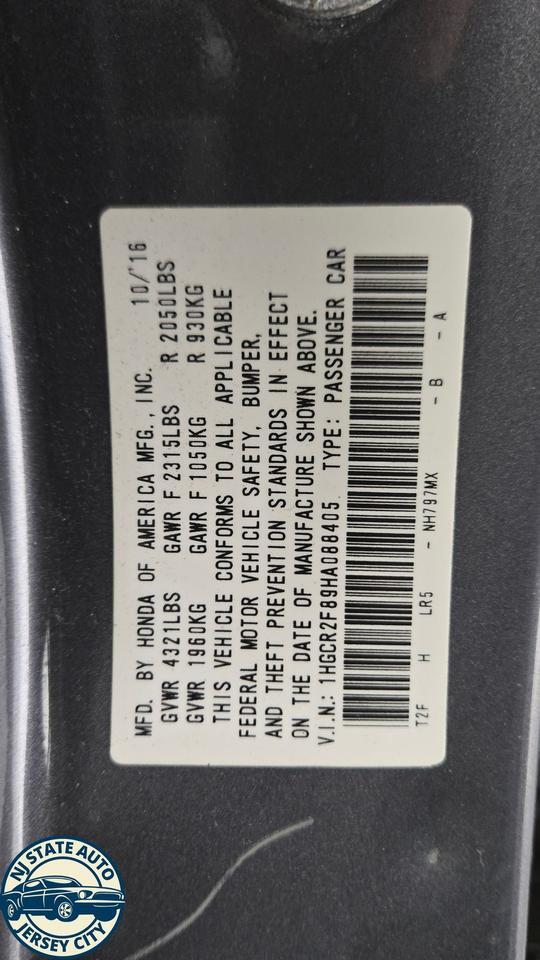 MFD. BY HONDA OF AMERICA MFG., INC. 10/'16
GVWR 4321LBS GAWR F 2315LBS R 2050LBS
GVWR 1960KG GAWR F 1050KG R 930KG
THIS VEHICLE CONFORMS TO ALL APPLICABLE
FEDERAL MOTOR VEHICLE SAFETY, BUMPER,
AND THEFT PREVENTION STANDARDS IN EFFECT
ON THE DATE OF MANUFACTURE SHOWN ABOVE.
V.I.N.: 1HGCR2F89HA088405 TYPE: PASSENGER CAR
T2F H LR5 - NH797MX - B - A
NJ STATE AUTO
JERSEY CITY